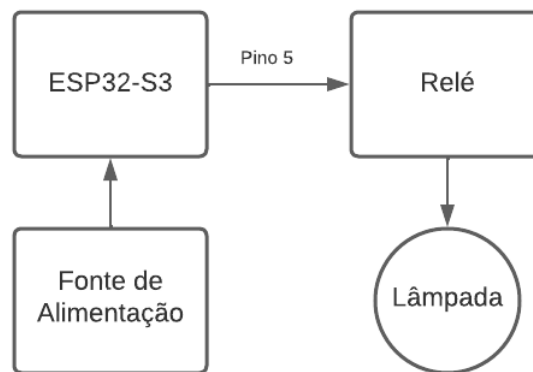 ESP32-S3
Pino 5
Relé
Fonte de
Alimentação
Lâmpada